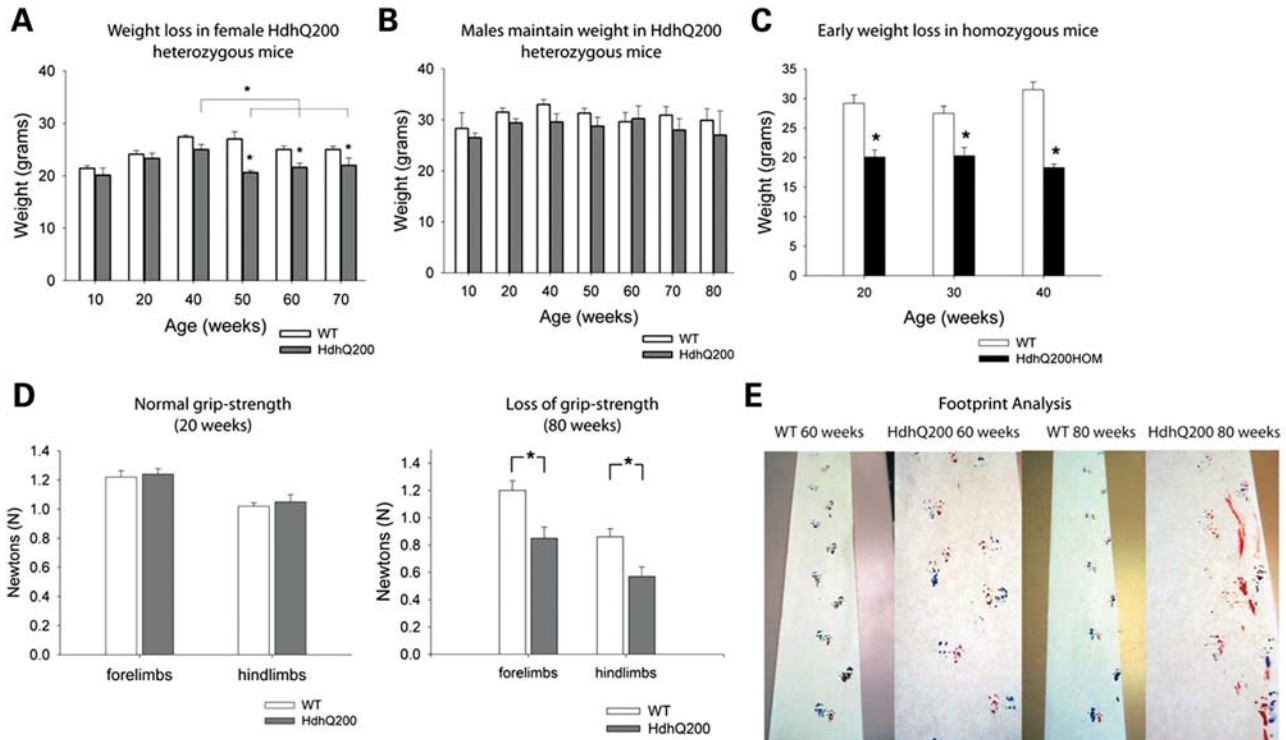 A
Weight loss in female HdhQ200
heterozygous mice
Weight (grams)
40
30
20
10
0
*
* * *
10 20 40 50 60 70
Age (weeks)
WT
HdhQ200
B
Males maintain weight in HdhQ200
heterozygous mice
Weight (grams)
40
30
20
10
0
10 20 40 50 60 70 80
Age (weeks)
WT
HdhQ200
C
Early weight loss in homozygous mice
Weight (grams)
35
30
25
20
15
10
5
0
* * *
20 30 40
Age (weeks)
WT
HdhQ200HOM
D
Normal grip-strength
(20 weeks)
Newtons (N)
1.4
1.2
1.0
0.8
0.6
0.4
0.2
0.0
forelimbs hindlimbs
WT
HdhQ200
Loss of grip-strength
(80 weeks)
Newtons (N)
1.4
1.2
1.0
0.8
0.6
0.4
0.2
0.0
* *
forelimbs hindlimbs
WT
HdhQ200
E
Footprint Analysis
WT 60 weeks HdhQ200 60 weeks WT 80 weeks HdhQ200 80 weeks